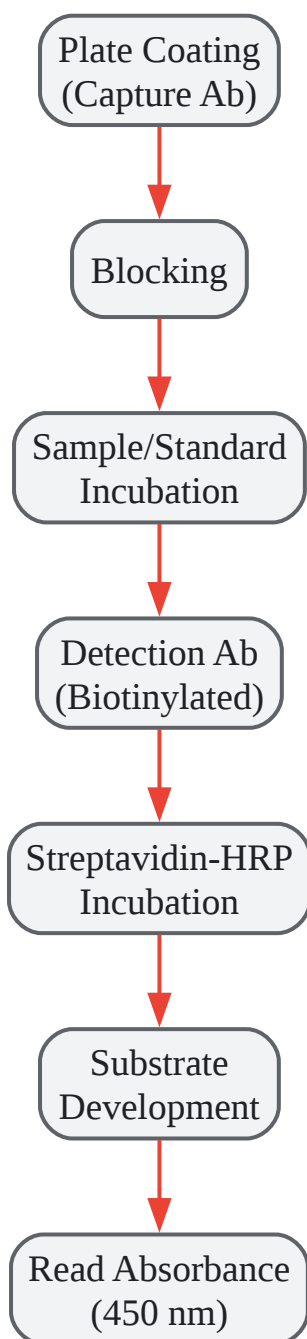 Plate Coating
(Capture Ab)
Blocking
Sample/Standard
Incubation
Detection Ab
(Biotinylated)
Streptavidin-HRP
Incubation
Substrate
Development
Read Absorbance
(450 nm)